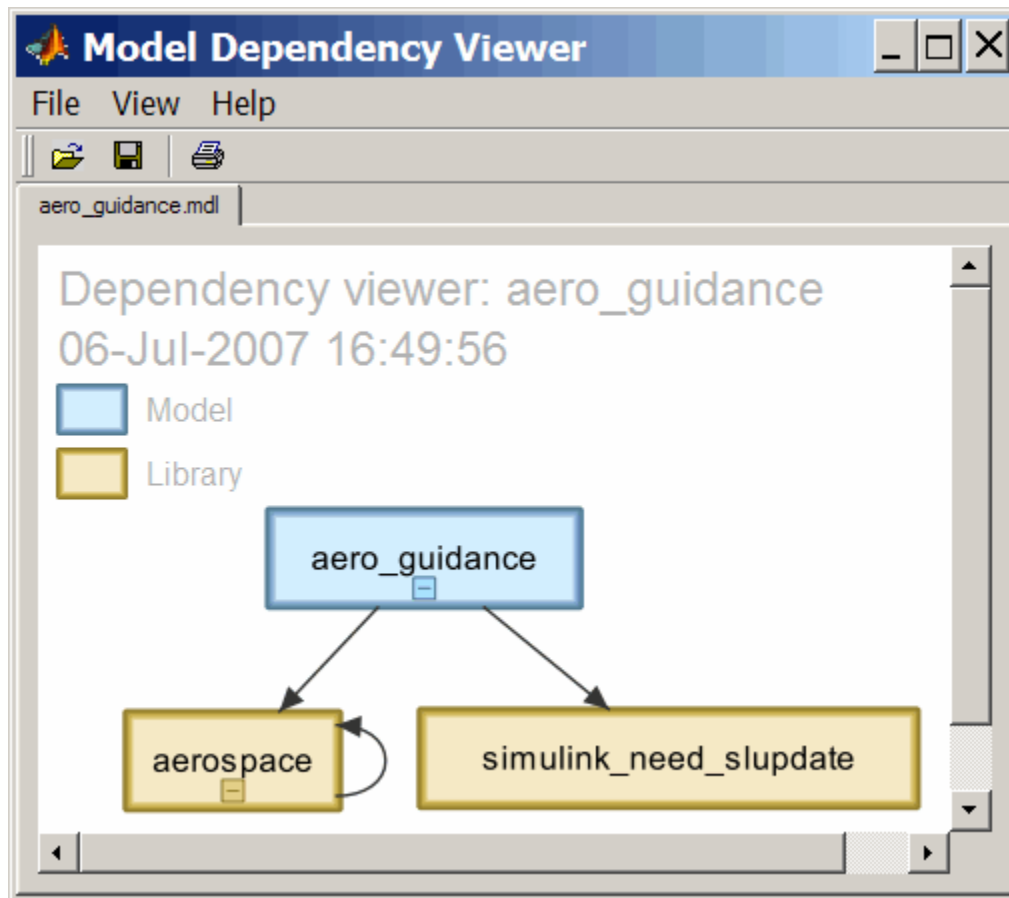 Model Dependency Viewer
File View Help
aero_guidance.mdl
Dependency viewer: aero_guidance
06-Jul-2007 16:49:56
Model
Library
aero_guidance
aerospace
simulink_need_slupdate